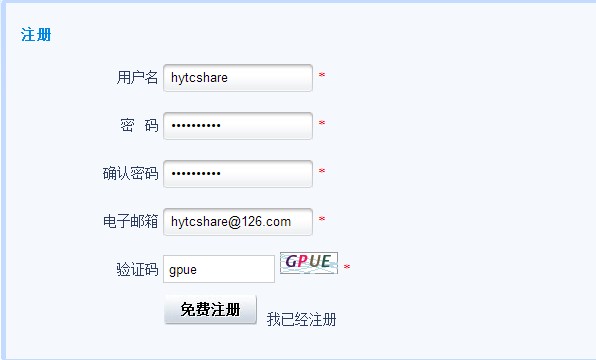 注册
用户名 hytcshare *
密 码 •••••••••• *
确认密码 •••••••••• *
电子邮箱 hytcshare@126.com *
验证码 gpue GPUE *
免费注册 我已经注册